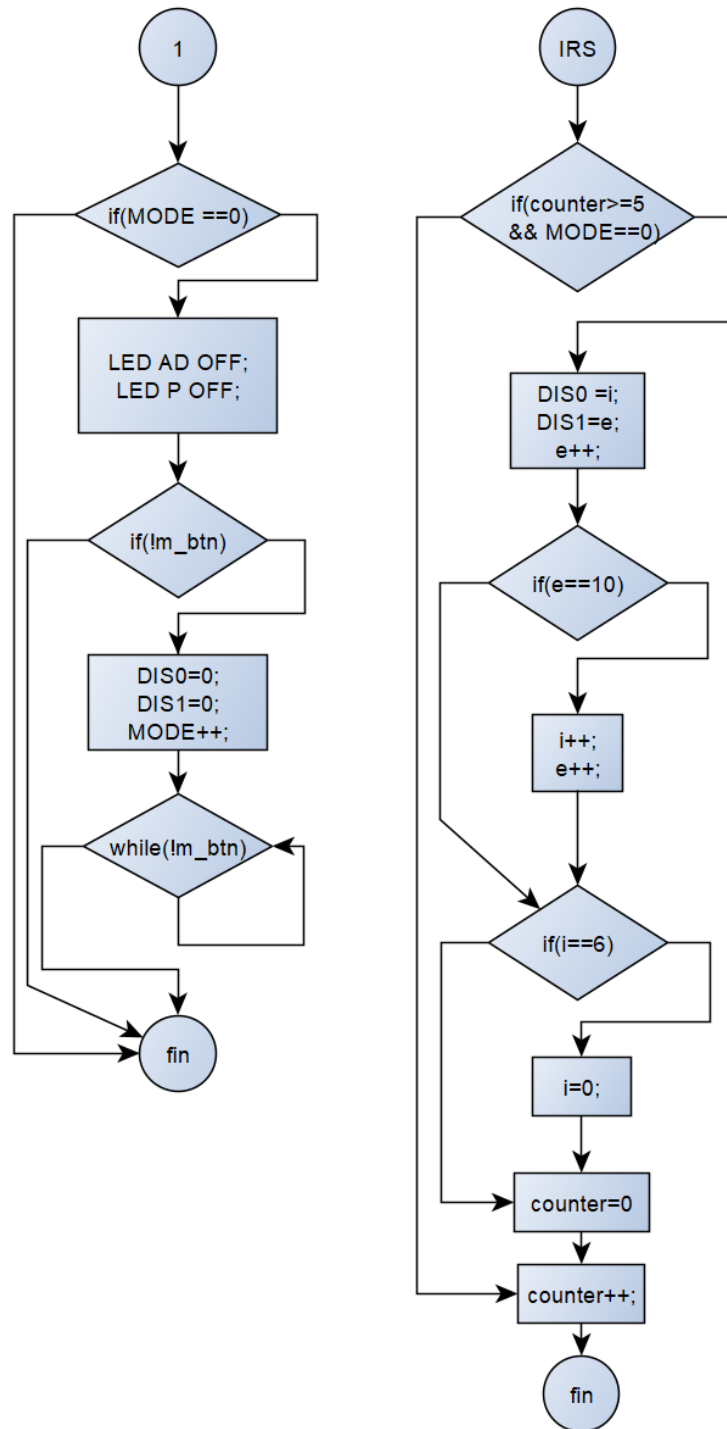 1
if(MODE ==0)
LED AD OFF;
LED P OFF;
if(!m_btn)
DIS0=0;
DIS1=0;
MODE++;
while(!m_btn)
fin
IRS
if(counter>=5
&& MODE==0)
DIS0 =i;
DIS1=e;
e++;
if(e==10)
i++;
e++;
if(i==6)
i=0;
counter=0
counter++;
fin